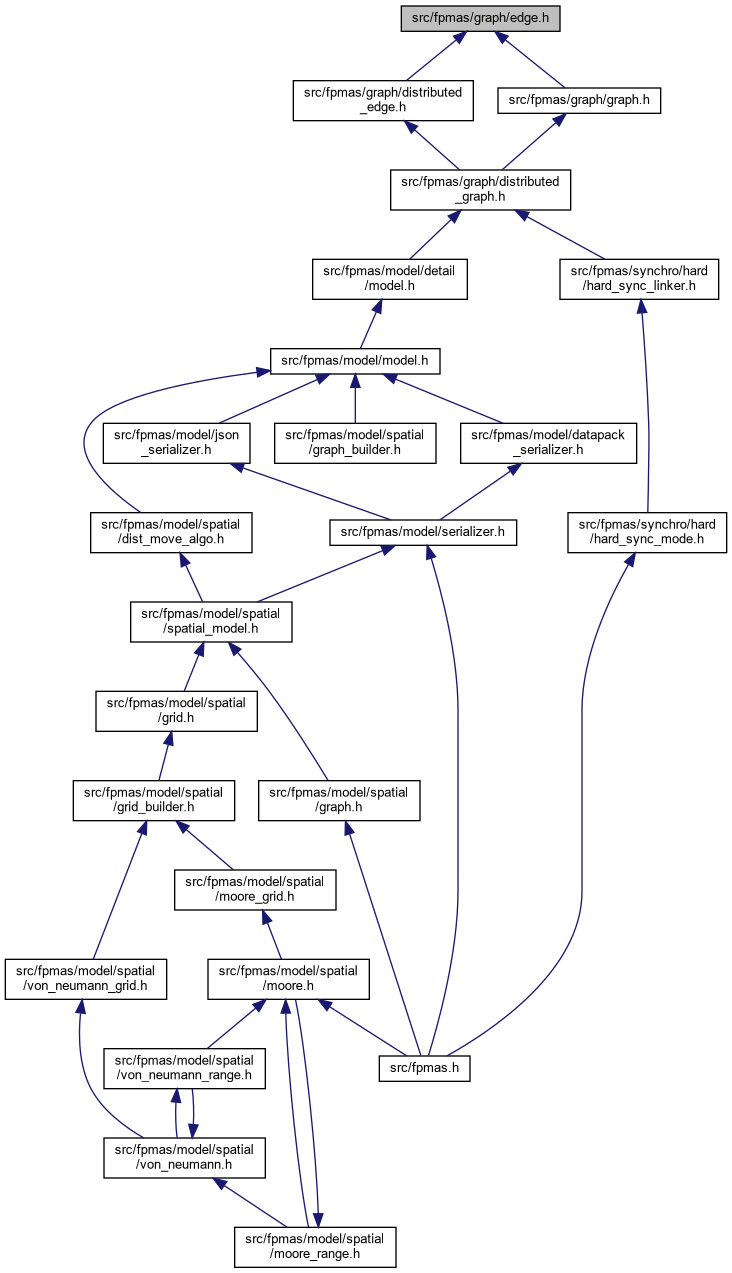 src/fpmas/graph/edge.h
src/fpmas/graph/distributed
_edge.h
src/fpmas/graph/graph.h
src/fpmas/graph/distributed
_graph.h
src/fpmas/model/detail
/model.h
src/fpmas/synchro/hard
/hard_sync_linker.h
src/fpmas/model/model.h
src/fpmas/model/json
_serializer.h
src/fpmas/model/spatial
/graph_builder.h
src/fpmas/model/datapack
_serializer.h
src/fpmas/model/spatial
/dist_move_algo.h
src/fpmas/model/serializer.h
src/fpmas/synchro/hard
/hard_sync_mode.h
src/fpmas/model/spatial
/spatial_model.h
src/fpmas/model/spatial
/grid.h
src/fpmas/model/spatial
/grid_builder.h
src/fpmas/model/spatial
/graph.h
src/fpmas/model/spatial
/moore_grid.h
src/fpmas/model/spatial
/von_neumann_grid.h
src/fpmas/model/spatial
/moore.h
src/fpmas/model/spatial
/von_neumann_range.h
src/fpmas.h
src/fpmas/model/spatial
/von_neumann.h
src/fpmas/model/spatial
/moore_range.h